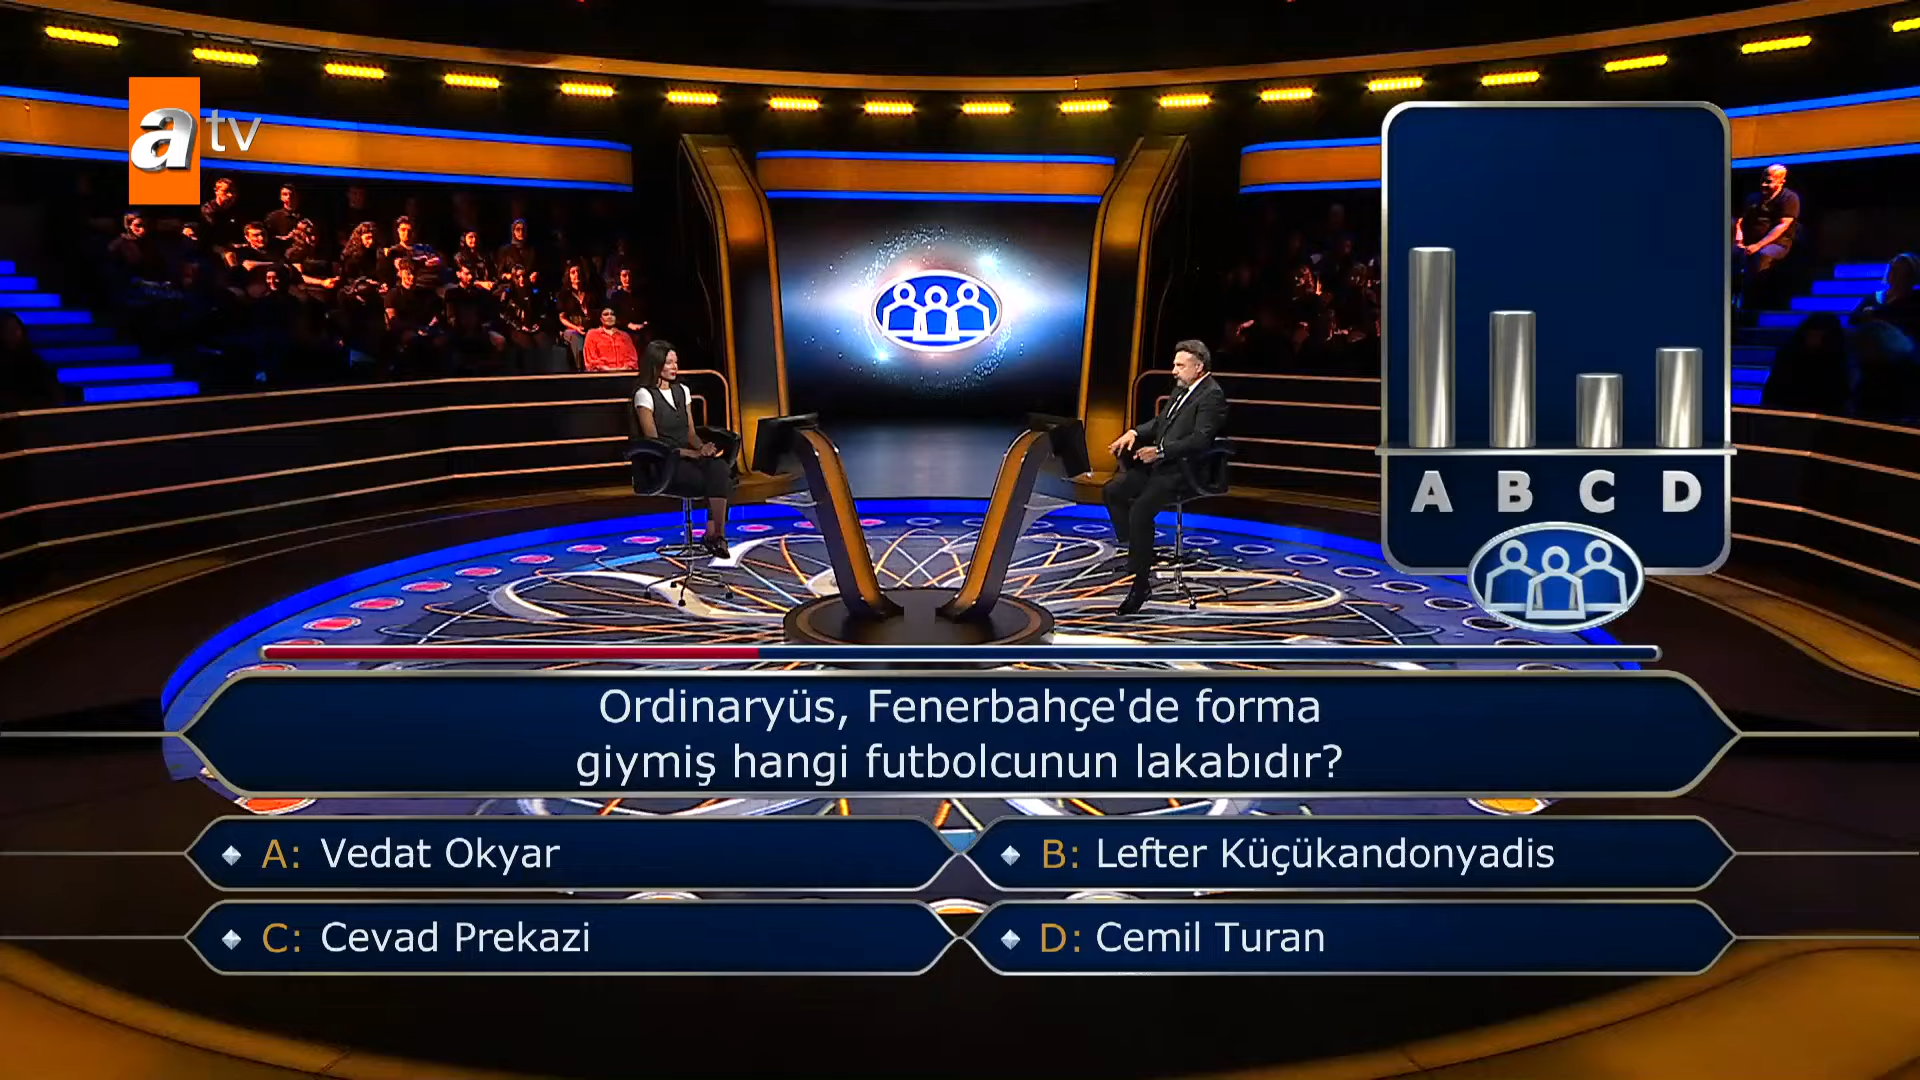 atv
A B C D
Ordinaryüs, Fenerbahçe'de forma
giymiş hangi futbolcunun lakabıdır?
A: Vedat Okyar
B: Lefter Küçükandonyadis
C: Cevad Prekazi
D: Cemil Turan